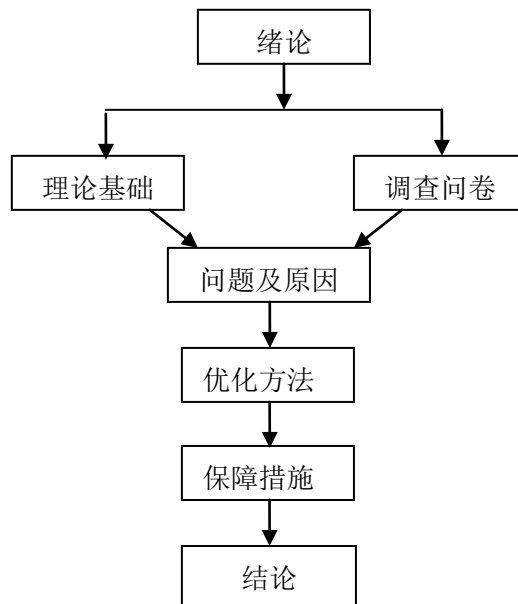 绪论
理论基础
调查问卷
问题及原因
优化方法
保障措施
结论